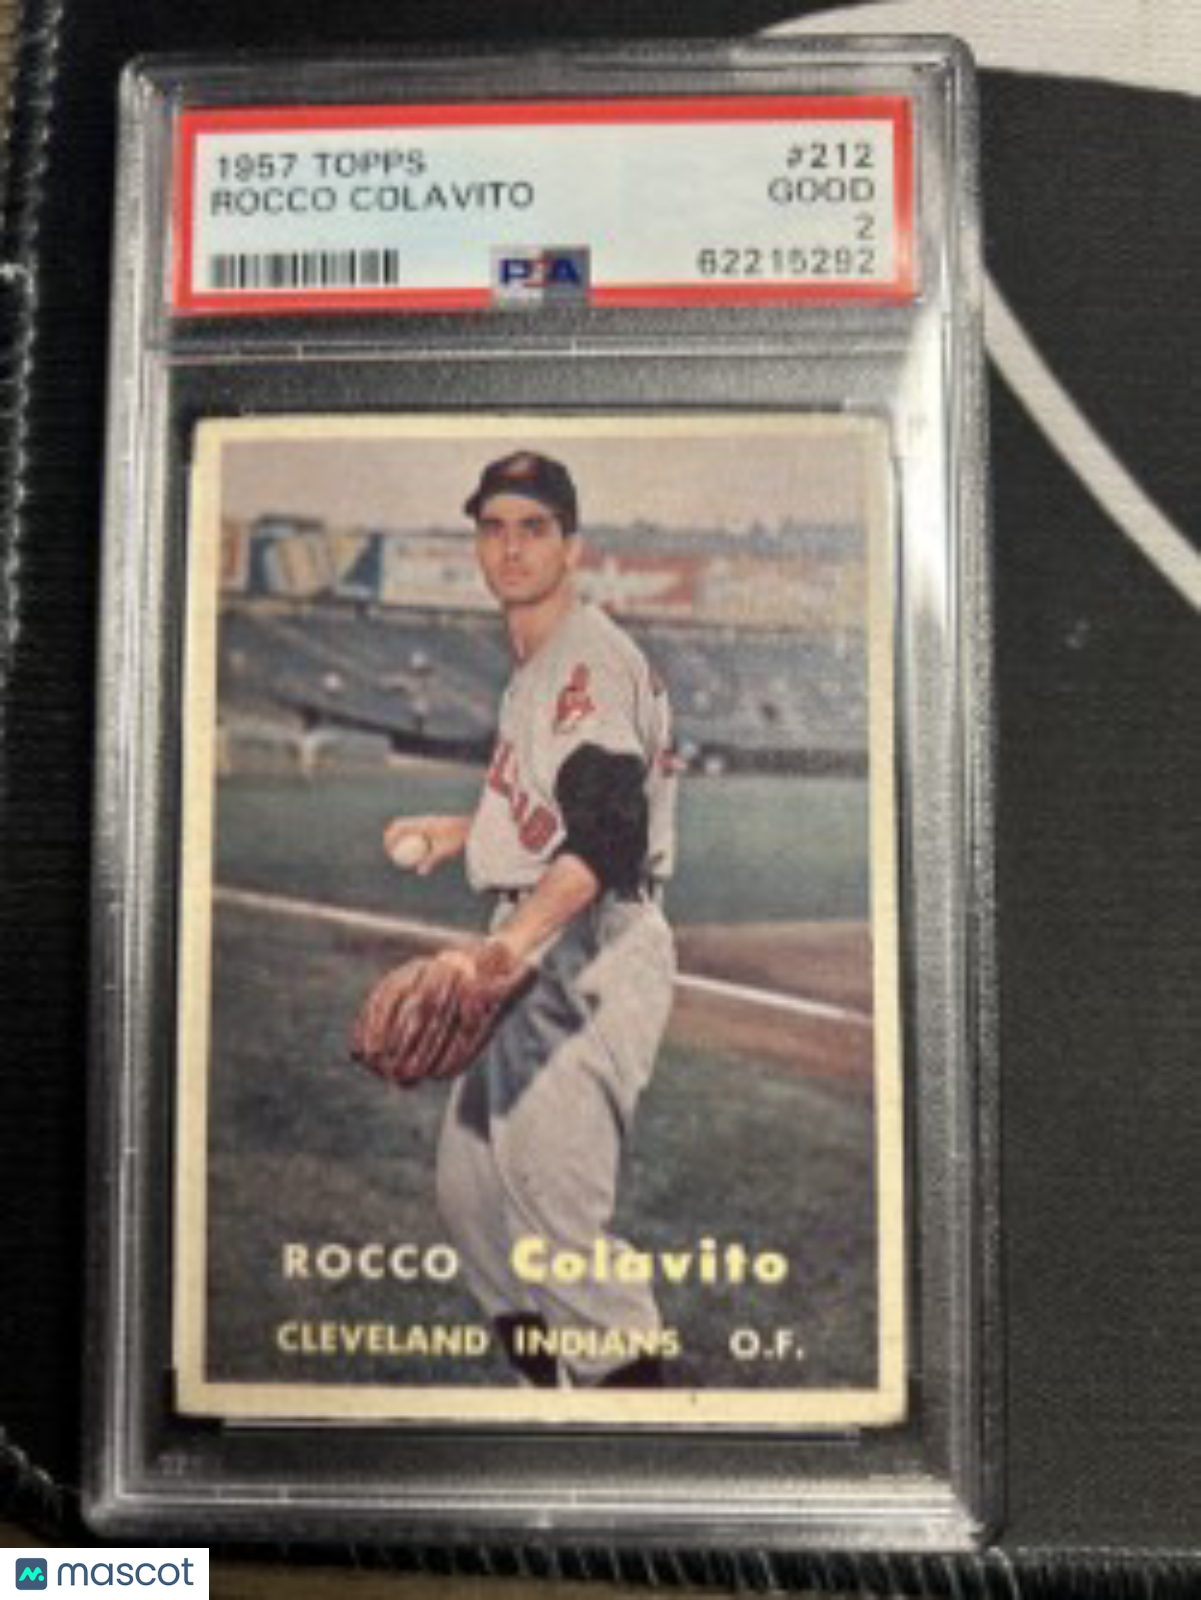 1957 TOPPS
ROCCO COLAVITO
#212
GOOD
2
62215292
PSA
ROCCO Colavito
CLEVELAND INDIANS O.F.
mascot